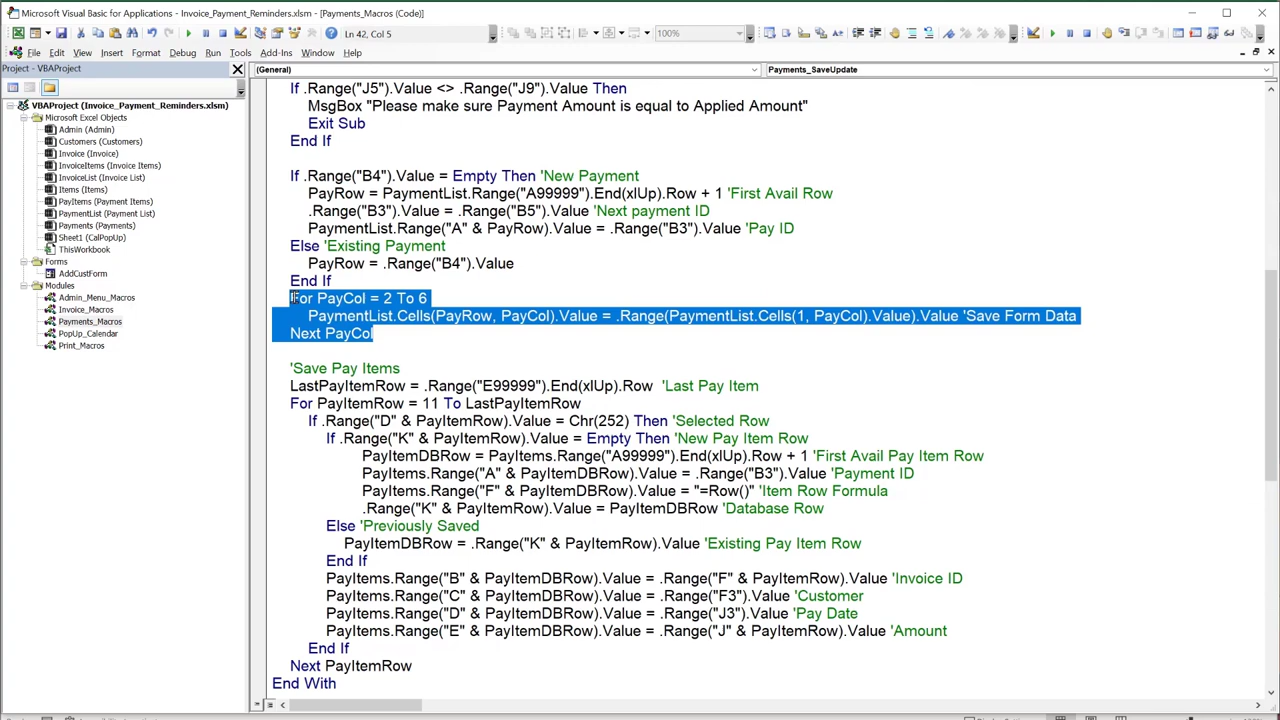 Microsoft Visual Basic for Applications - Invoice_Payment_Reminders.xlsm - [Payments_Macros (Code)]
File Edit View Insert Format Debug Run Tools Add-Ins Window Help
Ln 42, Col 5
100%
Project - VBAProject
(General)
Payments_SaveUpdate
VBAProject (Invoice_Payment_Reminders.xlsm)
Microsoft Excel Objects
Admin (Admin)
Customers (Customers)
Invoice (Invoice)
InvoiceItems (Invoice Items)
InvoiceList (Invoice List)
Items (Items)
PayItems (Payment Items)
PaymentList (Payment List)
Payments (Payments)
Sheet1 (CalPopUp)
ThisWorkbook
Forms
AddCustForm
Modules
Admin_Menu_Macros
Invoice_Macros
Payments_Macros
PopUp_Calendar
Print_Macros
If .Range("J5").Value <> .Range("J9").Value Then
MsgBox "Please make sure Payment Amount is equal to Applied Amount"
Exit Sub
End If
If .Range("B4").Value = Empty Then 'New Payment
PayRow = PaymentList.Range("A99999").End(xlUp).Row + 1 'First Avail Row
.Range("B3").Value = .Range("B5").Value 'Next payment ID
PaymentList.Range("A" & PayRow).Value = .Range("B3").Value 'Pay ID
Else 'Existing Payment
PayRow = .Range("B4").Value
End If
For PayCol = 2 To 6
PaymentList.Cells(PayRow, PayCol).Value = .Range(PaymentList.Cells(1, PayCol).Value).Value 'Save Form Data
Next PayCol
'Save Pay Items
LastPayItemRow = .Range("E99999").End(xlUp).Row 'Last Pay Item
For PayItemRow = 11 To LastPayItemRow
If .Range("D" & PayItemRow).Value = Chr(252) Then 'Selected Row
If .Range("K" & PayItemRow).Value = Empty Then 'New Pay Item Row
PayItemDBRow = PayItems.Range("A99999").End(xlUp).Row + 1 'First Avail Pay Item Row
PayItems.Range("A" & PayItemDBRow).Value = .Range("B3").Value 'Payment ID
PayItems.Range("F" & PayItemDBRow).Value = "=Row()" 'Item Row Formula
.Range("K" & PayItemRow).Value = PayItemDBRow 'Database Row
Else 'Previously Saved
PayItemDBRow = .Range("K" & PayItemRow).Value 'Existing Pay Item Row
End If
PayItems.Range("B" & PayItemDBRow).Value = .Range("F" & PayItemRow).Value 'Invoice ID
PayItems.Range("C" & PayItemDBRow).Value = .Range("F3").Value 'Customer
PayItems.Range("D" & PayItemDBRow).Value = .Range("J3").Value 'Pay Date
PayItems.Range("E" & PayItemDBRow).Value = .Range("J" & PayItemRow).Value 'Amount
End If
Next PayItemRow
End With